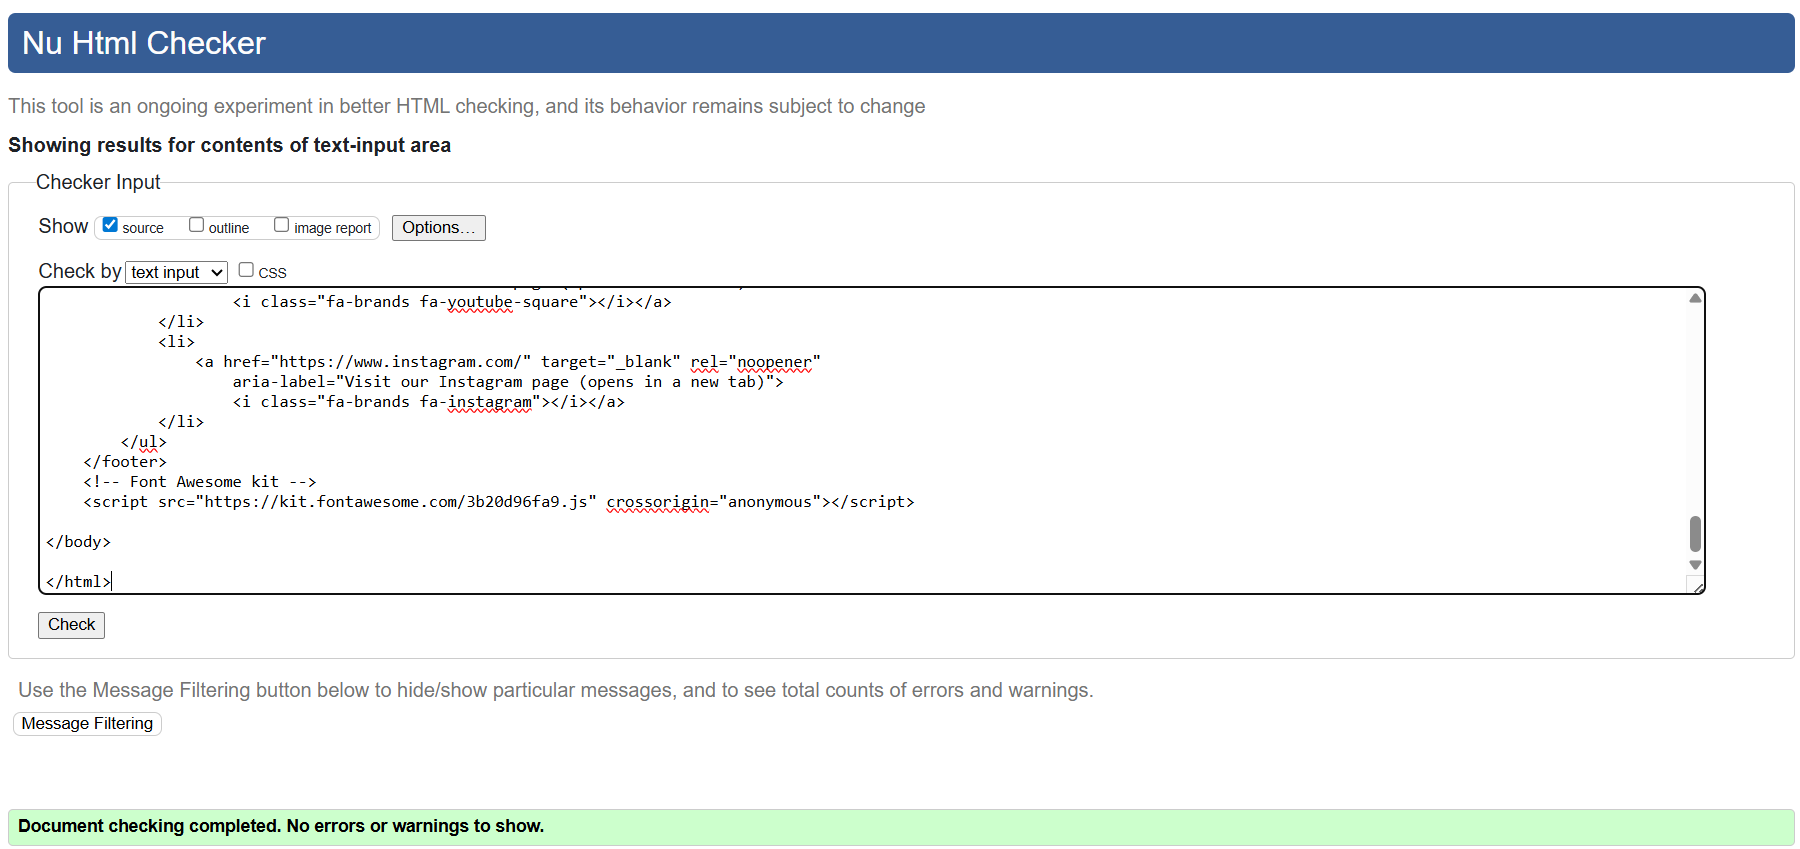 Nu Html Checker
This tool is an ongoing experiment in better HTML checking, and its behavior remains subject to change
Showing results for contents of text-input area
Checker Input
Show source outline image report Options...
Check by text input CSS
<i class="fa-brands fa-youtube-square"></i></a>
</li>
<li>
<a href="https://www.instagram.com/" target="_blank" rel="noopener"
aria-label="Visit our Instagram page (opens in a new tab)">
<i class="fa-brands fa-instagram"></i></a>
</li>
</ul>
</footer>
<!-- Font Awesome kit -->
<script src="https://kit.fontawesome.com/3b20d96fa9.js" crossorigin="anonymous"></script>
</body>
</html>
Check
Use the Message Filtering button below to hide/show particular messages, and to see total counts of errors and warnings.
Message Filtering
Document checking completed. No errors or warnings to show.